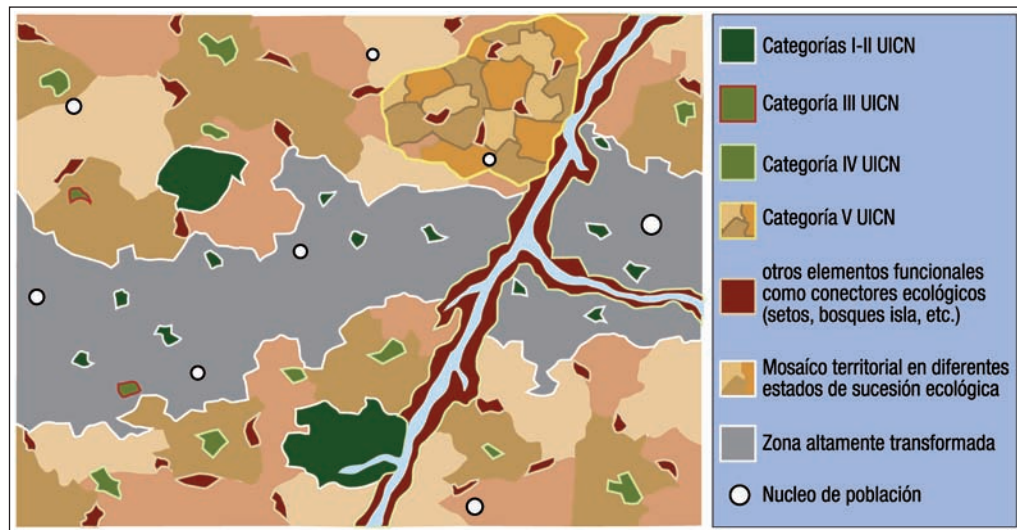 Categorías I-II UICN
Categoría III UICN
Categoría IV UICN
Categoría V UICN
otros elementos funcionales
como conectores ecológicos
(setos, bosques isla, etc.)
Mosaíco territorial en diferentes
estados de sucesión ecológica
Zona altamente transformada
Nucleo de población